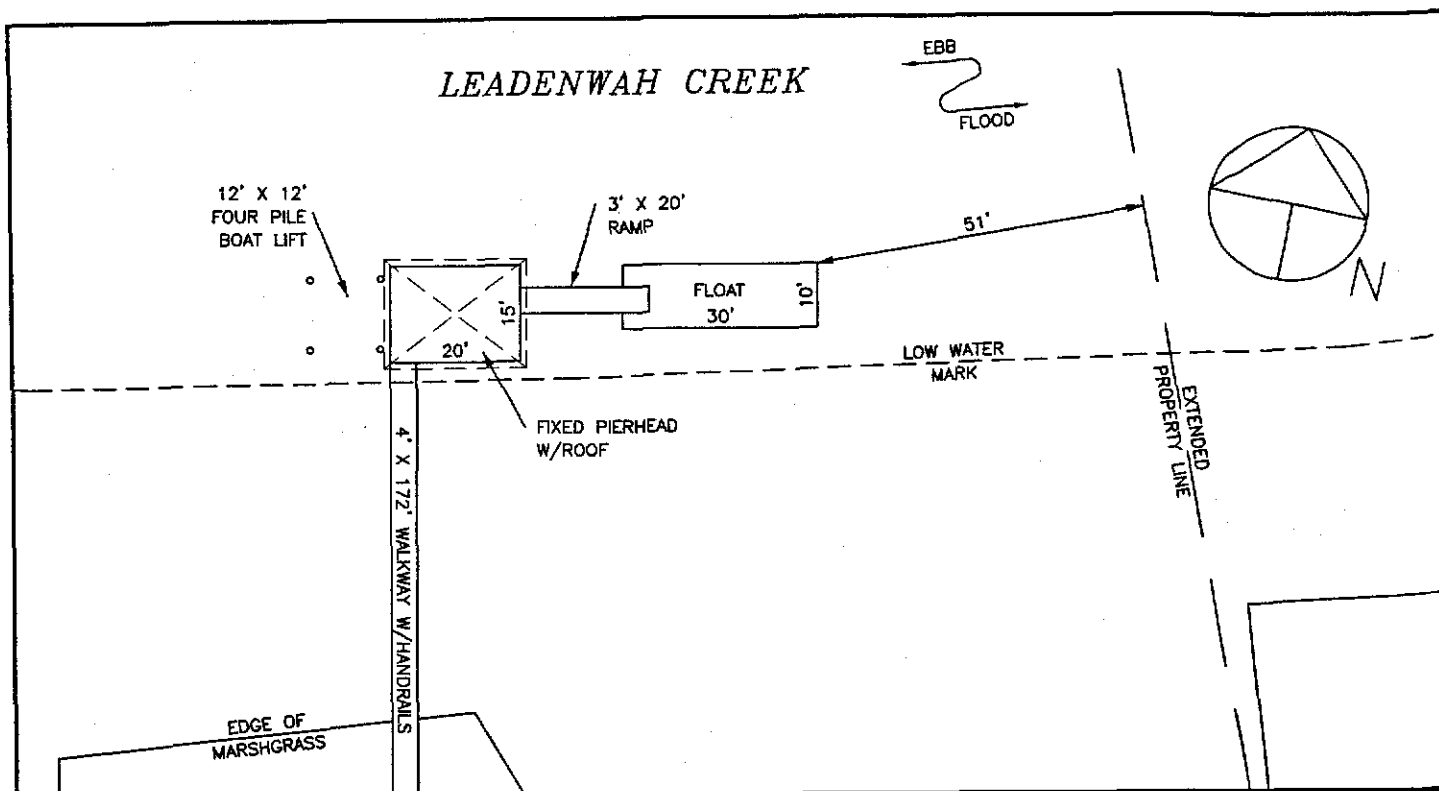 LEADENWAH CREEK
EBB
FLOOD
12' X 12'
FOUR PILE
BOAT LIFT
3' X 20'
RAMP
51'
N
FLOAT
30'
10'
15'
20'
LOW WATER
MARK
FIXED PIERHEAD
W/ROOF
EXTENDED
PROPERTY LINE
4' X 172' WALKWAY W/HANDRAILS
EDGE OF
MARSHGRASS